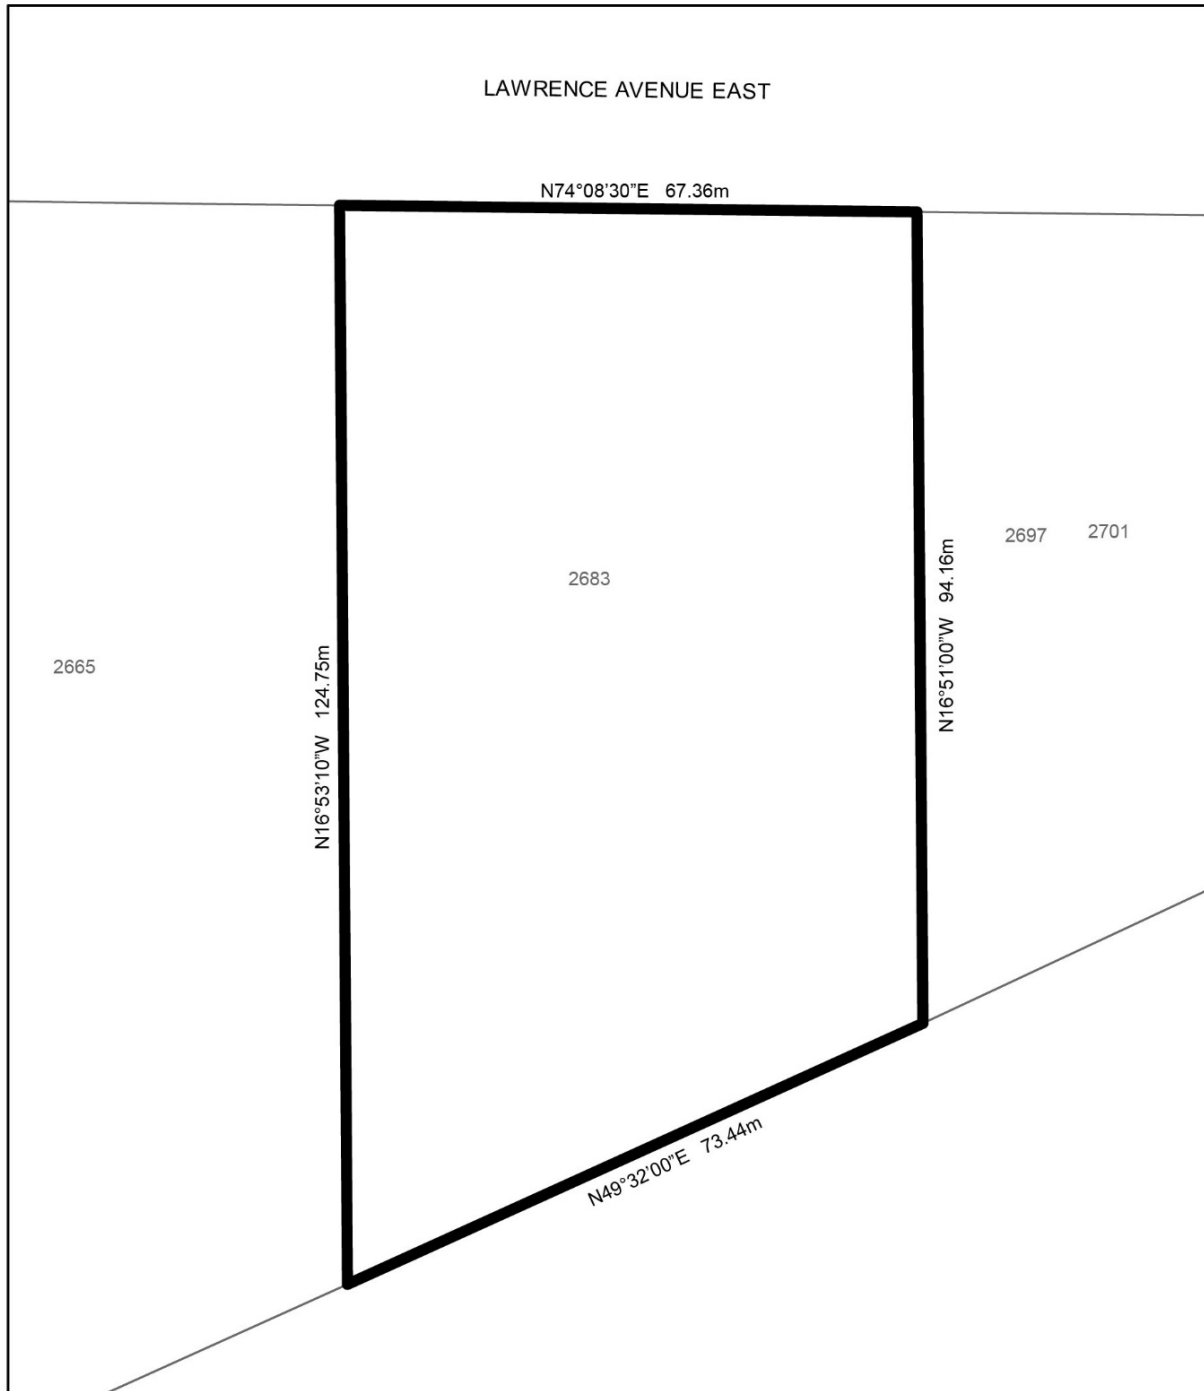 LAWRENCE AVENUE EAST
N74°08’30”E 67.36m
2697
2701
2683
N16°51’00”W 94.16m
2665
N16°53’10”W 124.75m
N49°32’00”E 73.44m